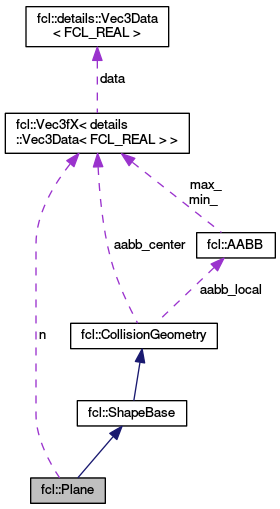 fcl::details::Vec3Data
< FCL_REAL >
data
fcl::Vec3fX< details
::Vec3Data< FCL_REAL > >
max_
min_
aabb_center
fcl::AABB
aabb_local
n
fcl::CollisionGeometry
fcl::ShapeBase
fcl::Plane